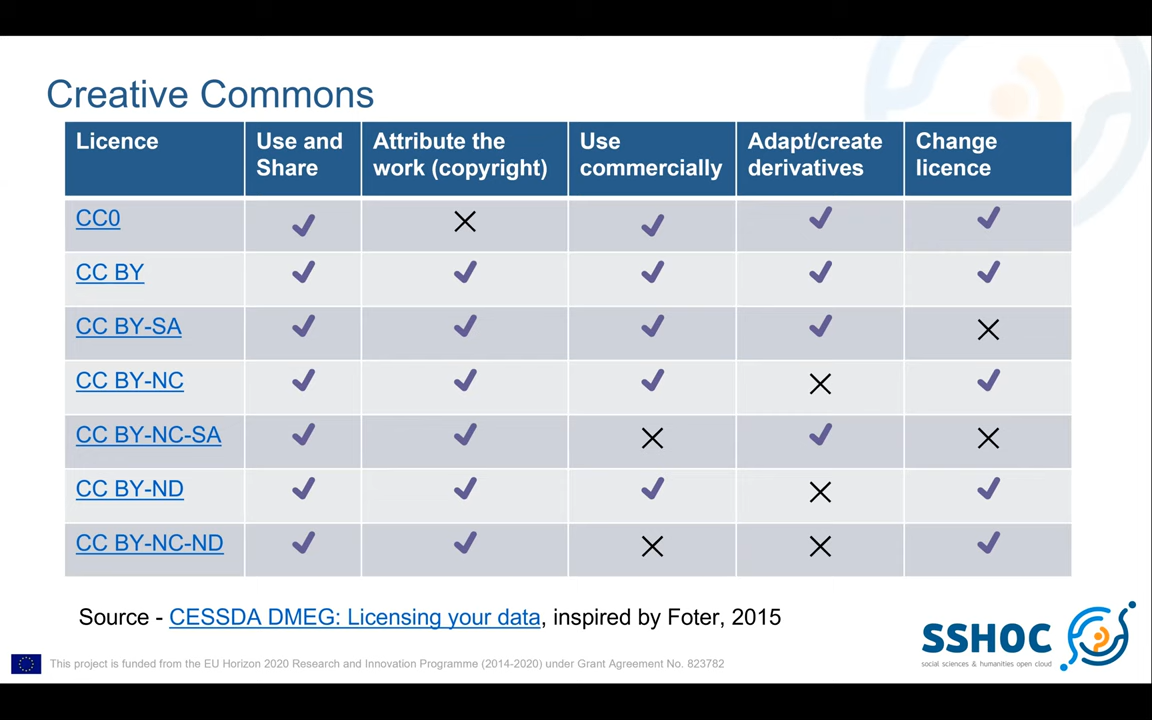 Creative Commons
Licence
Use and Share
Attribute the work (copyright)
Use commercially
Adapt/create derivatives
Change licence
CC0 ✓ ✕ ✓ ✓ ✓
CC BY ✓ ✓ ✓ ✓ ✓
CC BY-SA ✓ ✓ ✓ ✓ ✕
CC BY-NC ✓ ✓ ✓ ✕ ✓
CC BY-NC-SA ✓ ✓ ✕ ✓ ✕
CC BY-ND ✓ ✓ ✓ ✕ ✓
CC BY-NC-ND ✓ ✓ ✕ ✕ ✓
Source - CESSDA DMEG: Licensing your data, inspired by Foter, 2015
SSHOC
social sciences & humanities open cloud
This project is funded from the EU Horizon 2020 Research and Innovation Programme (2014-2020) under Grant Agreement No. 823782